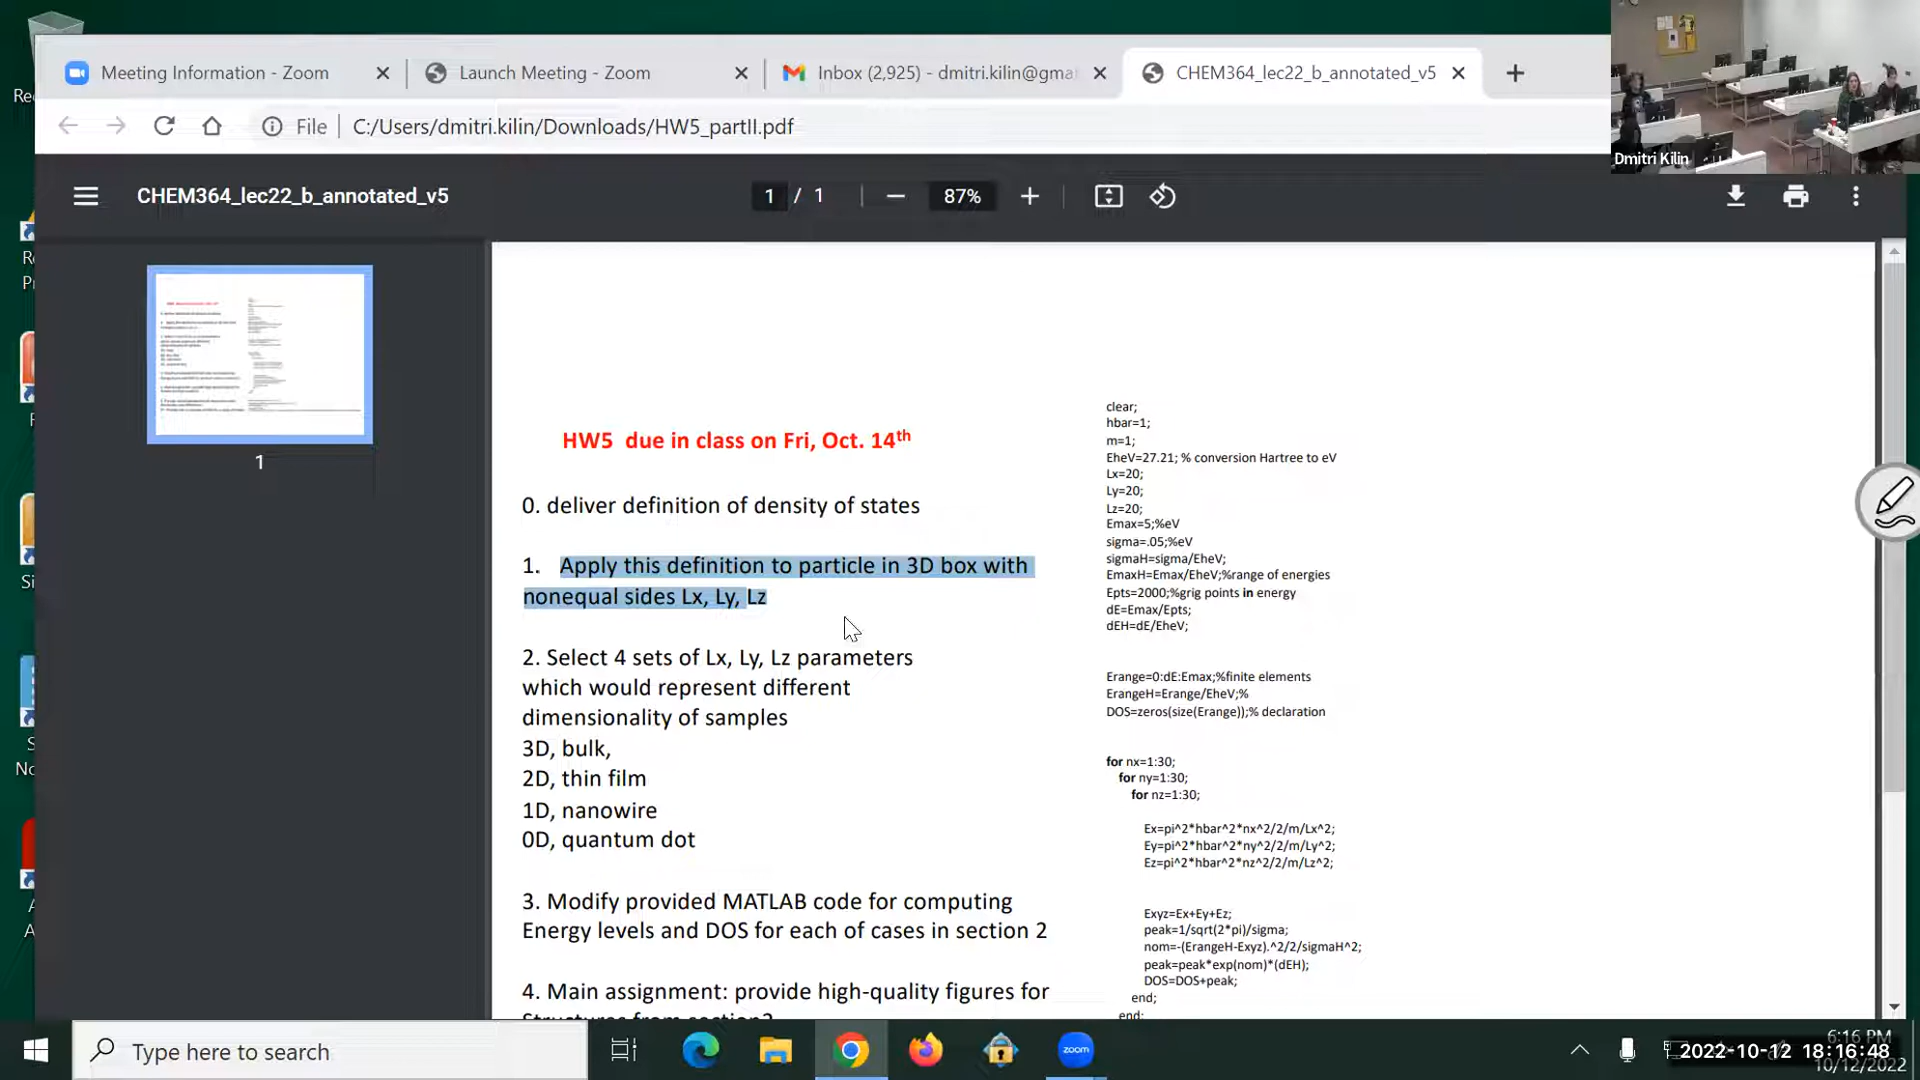 Meeting Information - Zoom
Launch Meeting - Zoom
Inbox (2,925) - dmitri.kilin@gma
CHEM364_lec22_b_annotated_v5
File
C:/Users/dmitri.kilin/Downloads/HW5_partII.pdf
Dmitri Kilin
CHEM364_lec22_b_annotated_v5
1 / 1
87%
1
HW5 due in class on Fri, Oct. 14th
0. deliver definition of density of states
1. Apply this definition to particle in 3D box with
nonequal sides Lx, Ly, Lz
2. Select 4 sets of Lx, Ly, Lz parameters
which would represent different
dimensionality of samples
3D, bulk,
2D, thin film
1D, nanowire
0D, quantum dot
3. Modify provided MATLAB code for computing
Energy levels and DOS for each of cases in section 2
4. Main assignment: provide high-quality figures for
clear;
hbar=1;
m=1;
EheV=27.21; % conversion Hartree to eV
Lx=20;
Ly=20;
Lz=20;
Emax=5;%eV
sigma=.05;%eV
sigmaH=sigma/EheV;
EmaxH=Emax/EheV;%range of energies
Epts=2000;%grig points in energy
dE=Emax/Epts;
dEH=dE/EheV;
Erange=0:dE:Emax;%finite elements
ErangeH=Erange/EheV;%
DOS=zeros(size(Erange));% declaration
for nx=1:30;
for ny=1:30;
for nz=1:30;
Ex=pi^2*hbar^2*nx^2/2/m/Lx^2;
Ey=pi^2*hbar^2*ny^2/2/m/Ly^2;
Ez=pi^2*hbar^2*nz^2/2/m/Lz^2;
Exyz=Ex+Ey+Ez;
peak=1/sqrt(2*pi)/sigma;
nom=-(ErangeH-Exyz).^2/2/sigmaH^2;
peak=peak*exp(nom)*(dEH);
DOS=DOS+peak;
end;
end;
Type here to search
zoom
6:16 PM
2022-10-12 18:16:48
10/12/2022